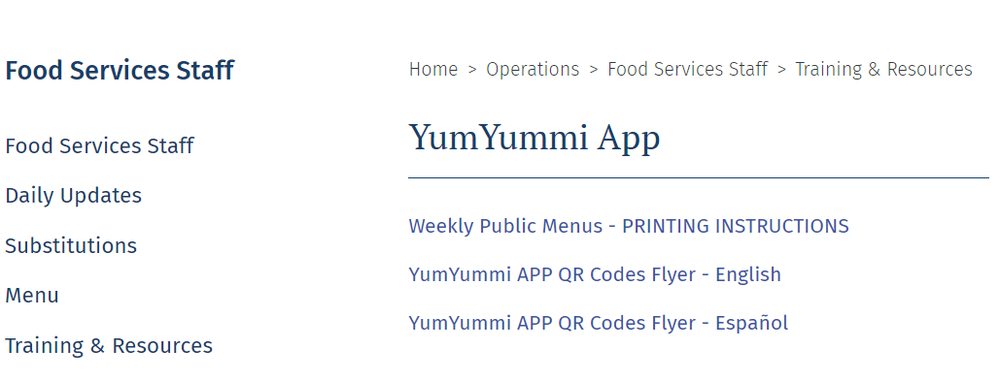 Food Services Staff
Food Services Staff
Daily Updates
Substitutions
Menu
Training & Resources
Home > Operations > Food Services Staff > Training & Resources
YumYummi App
Weekly Public Menus - PRINTING INSTRUCTIONS
YumYummi APP QR Codes Flyer - English
YumYummi APP QR Codes Flyer - Español